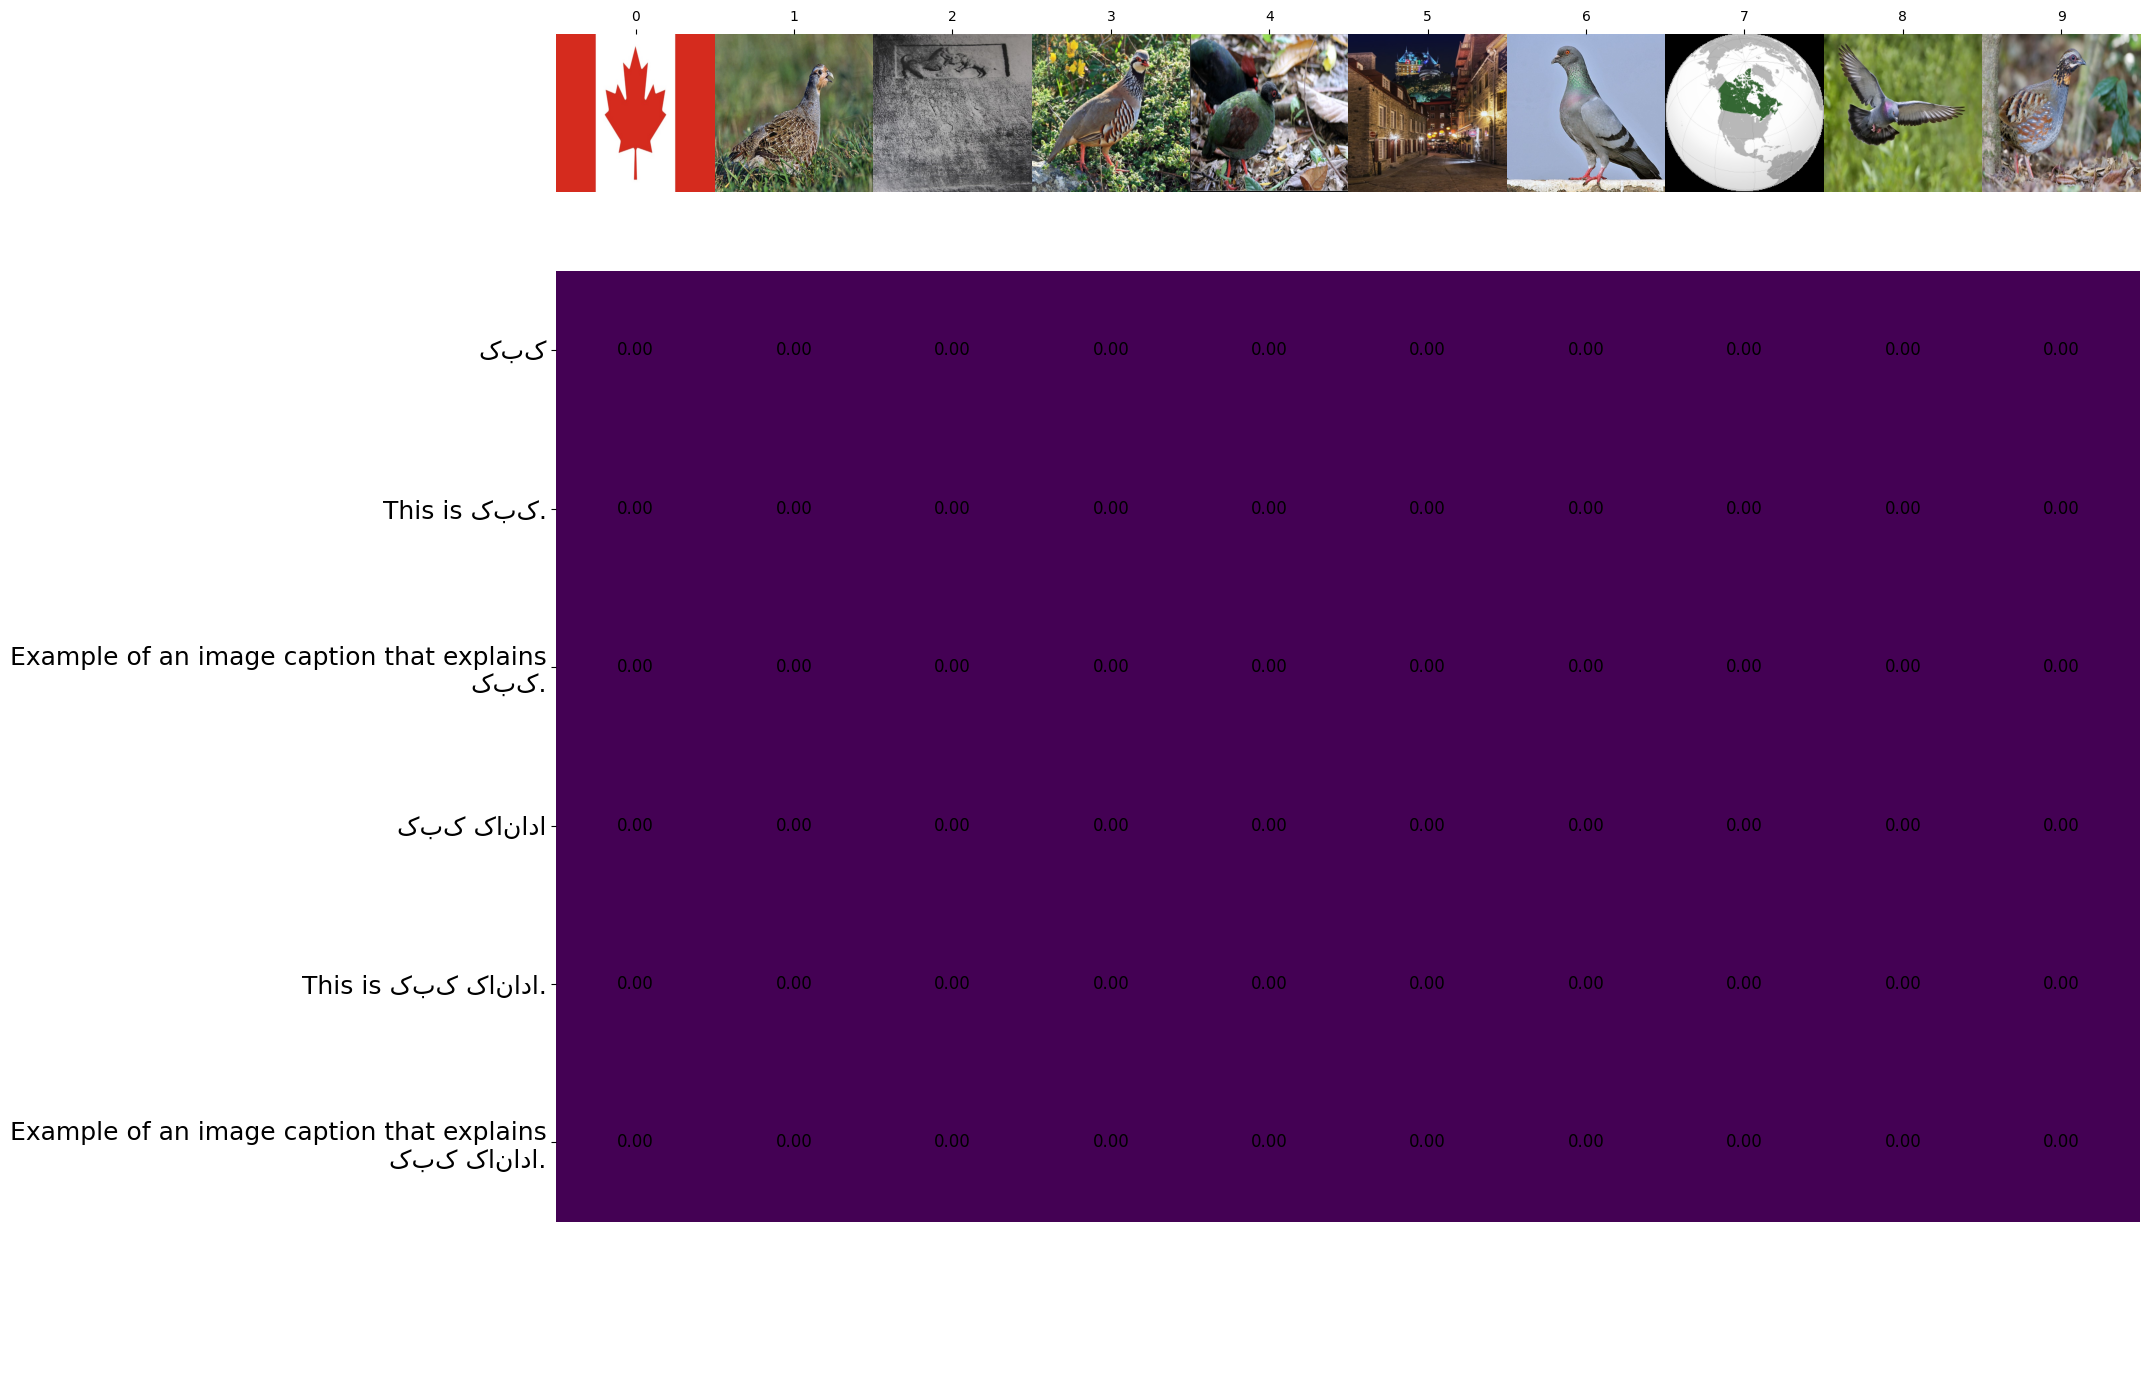 0 1 2 3 4 5 6 7 8 9
کبک 0.00 0.00 0.00 0.00 0.00 0.00 0.00 0.00 0.00 0.00
This is کبک. 0.00 0.00 0.00 0.00 0.00 0.00 0.00 0.00 0.00 0.00
Example of an image caption that explains
کبک. 0.00 0.00 0.00 0.00 0.00 0.00 0.00 0.00 0.00 0.00
کبک کانادا 0.00 0.00 0.00 0.00 0.00 0.00 0.00 0.00 0.00 0.00
This is کبک کانادا. 0.00 0.00 0.00 0.00 0.00 0.00 0.00 0.00 0.00 0.00
Example of an image caption that explains
کبک کانادا. 0.00 0.00 0.00 0.00 0.00 0.00 0.00 0.00 0.00 0.00